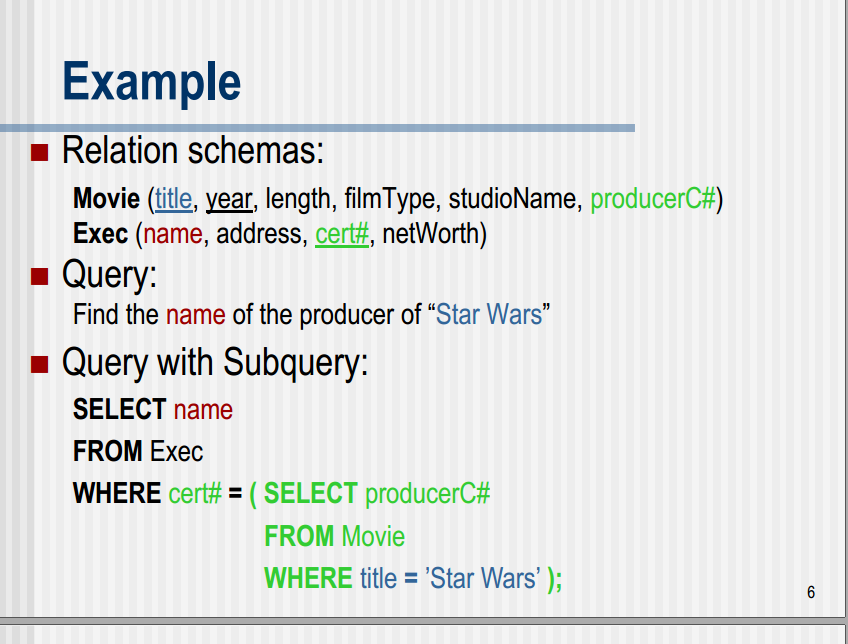 Example
Relation schemas:
Movie (title, year, length, filmType, studioName, producerC#)
Exec (name, address, cert#, netWorth)
Query:
Find the name of the producer of “Star Wars”
Query with Subquery:
SELECT name
FROM Exec
WHERE cert# = ( SELECT producerC#
FROM Movie
WHERE title = ’Star Wars’ );
6